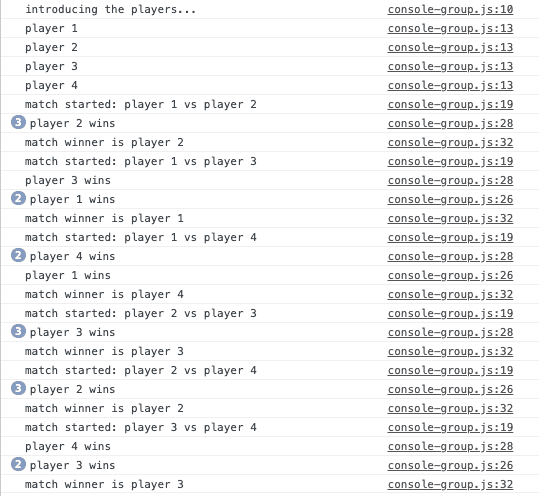 introducing the players... console-group.js:10
player 1 console-group.js:13
player 2 console-group.js:13
player 3 console-group.js:13
player 4 console-group.js:13
match started: player 1 vs player 2 console-group.js:19
3 player 2 wins console-group.js:28
match winner is player 2 console-group.js:32
match started: player 1 vs player 3 console-group.js:19
player 3 wins console-group.js:28
2 player 1 wins console-group.js:26
match winner is player 1 console-group.js:32
match started: player 1 vs player 4 console-group.js:19
2 player 4 wins console-group.js:28
player 1 wins console-group.js:26
match winner is player 4 console-group.js:32
match started: player 2 vs player 3 console-group.js:19
3 player 3 wins console-group.js:28
match winner is player 3 console-group.js:32
match started: player 2 vs player 4 console-group.js:19
3 player 2 wins console-group.js:26
match winner is player 2 console-group.js:32
match started: player 3 vs player 4 console-group.js:19
player 4 wins console-group.js:28
2 player 3 wins console-group.js:26
match winner is player 3 console-group.js:32